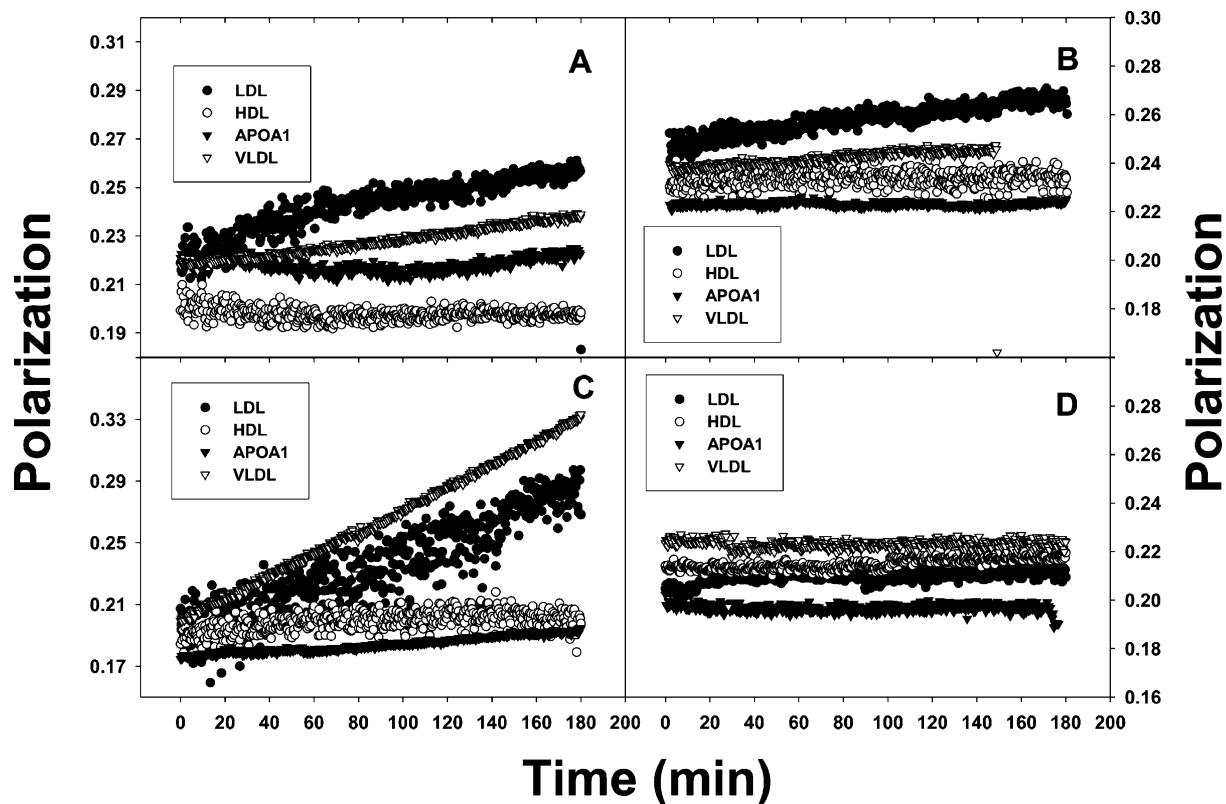 A
LDL
HDL
APOA1
VLDL
0.31
0.29
0.27
0.25
0.23
0.21
0.19
B
LDL
HDL
APOA1
VLDL
0.30
0.28
0.26
0.24
0.22
0.20
0.18
C
LDL
HDL
APOA1
VLDL
0.33
0.29
0.25
0.21
0.17
D
LDL
HDL
APOA1
VLDL
0.28
0.26
0.24
0.22
0.20
0.18
0.16
0 20 40 60 80 100 120 140 160 180 200
0 20 40 60 80 100 120 140 160 180 200
Polarization
Polarization
Time (min)